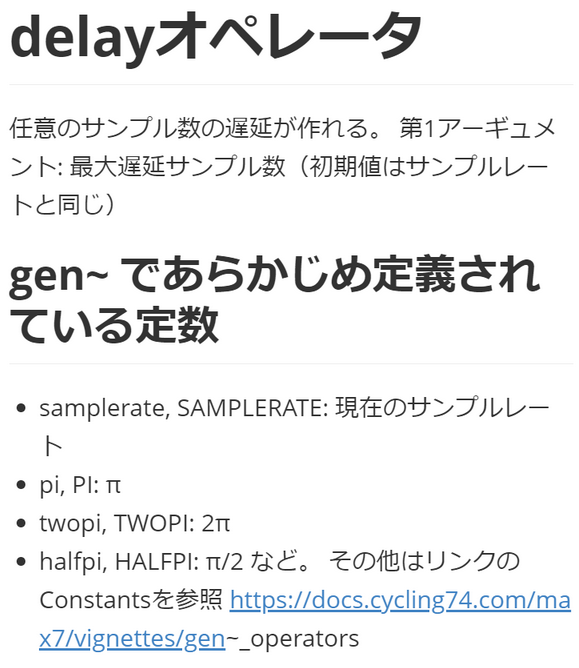 delayオペレータ
任意のサンプル数の遅延が作れる。 第1アーギュメ
ント: 最大遅延サンプル数（初期値はサンプルレー
トと同じ）
gen~ であらかじめ定義され
ている定数
samplerate, SAMPLERATE: 現在のサンプルレー
ト
pi, PI: π
twopi, TWOPI: 2π
halfpi, HALFPI: π/2 など。 その他はリンクの
Constantsを参照 https://docs.cycling74.com/ma
x7/vignettes/gen~_operators